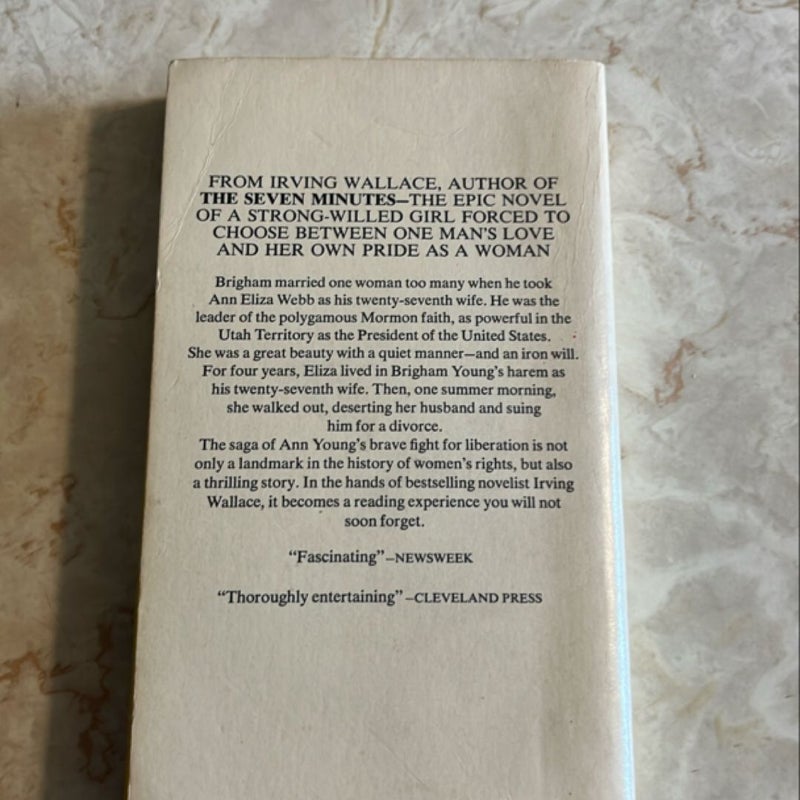 FROM IRVING WALLACE, AUTHOR OF
THE SEVEN MINUTES—THE EPIC NOVEL
OF A STRONG-WILLED GIRL FORCED TO
CHOOSE BETWEEN ONE MAN'S LOVE
AND HER OWN PRIDE AS A WOMAN
Brigham married one woman too many when he took
Ann Eliza Webb as his twenty-seventh wife. He was the
leader of the polygamous Mormon faith, as powerful in the
Utah Territory as the President of the United States.
She was a great beauty with a quiet manner—and an iron will.
For four years, Eliza lived in Brigham Young's harem as
his twenty-seventh wife. Then, one summer morning,
she walked out, deserting her husband and suing
him for a divorce.
The saga of Ann Young's brave fight for liberation is not
only a landmark in the history of women's rights, but also
a thrilling story. In the hands of bestselling novelist Irving
Wallace, it becomes a reading experience you will not
soon forget.
"Fascinating"—NEWSWEEK
"Thoroughly entertaining"—CLEVELAND PRESS